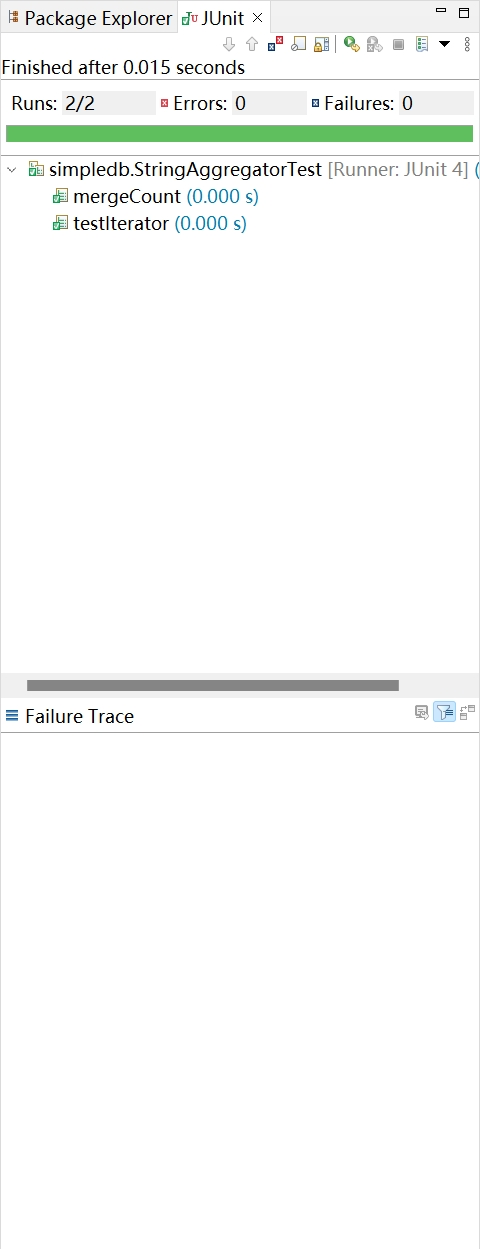 Package Explorer JUnit
Finished after 0.015 seconds
Runs: 2/2 Errors: 0 Failures: 0
simpledb.StringAggregatorTest [Runner: JUnit 4] (
mergeCount (0.000 s)
testIterator (0.000 s)
Failure Trace